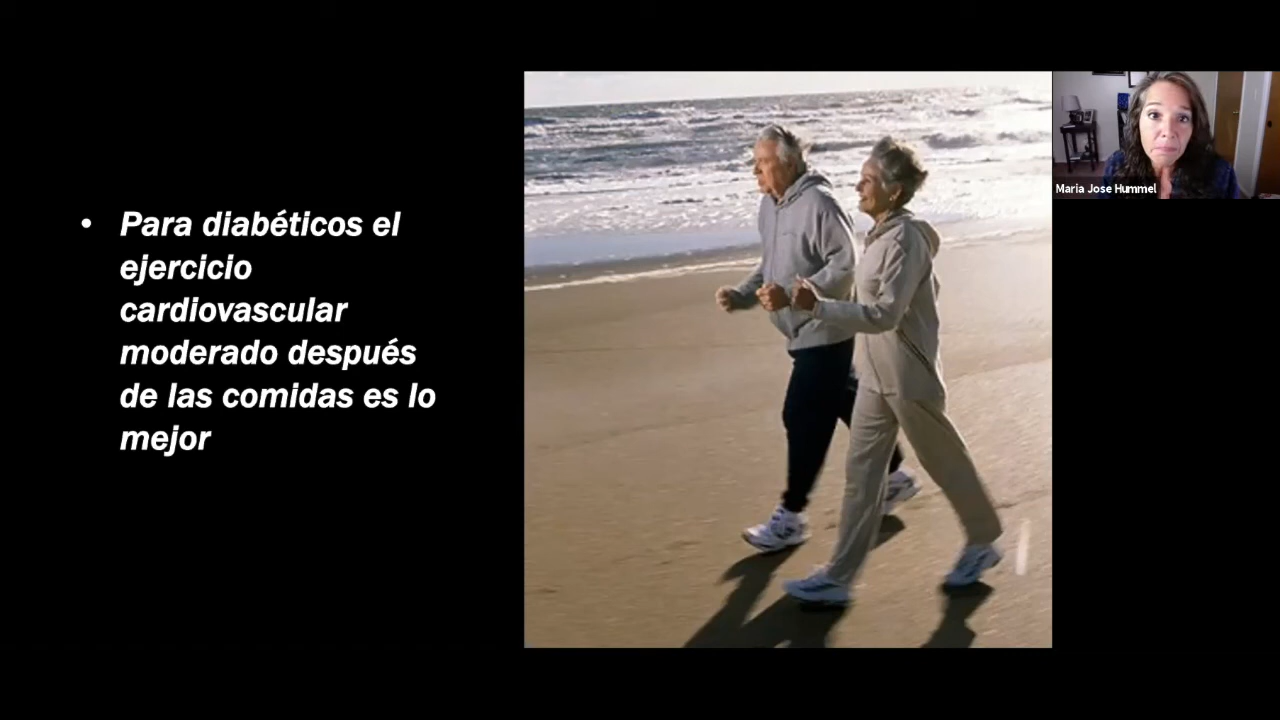 • Para diabéticos el
ejercicio
cardiovascular
moderado después
de las comidas es lo
mejor
Maria Jose Hummel